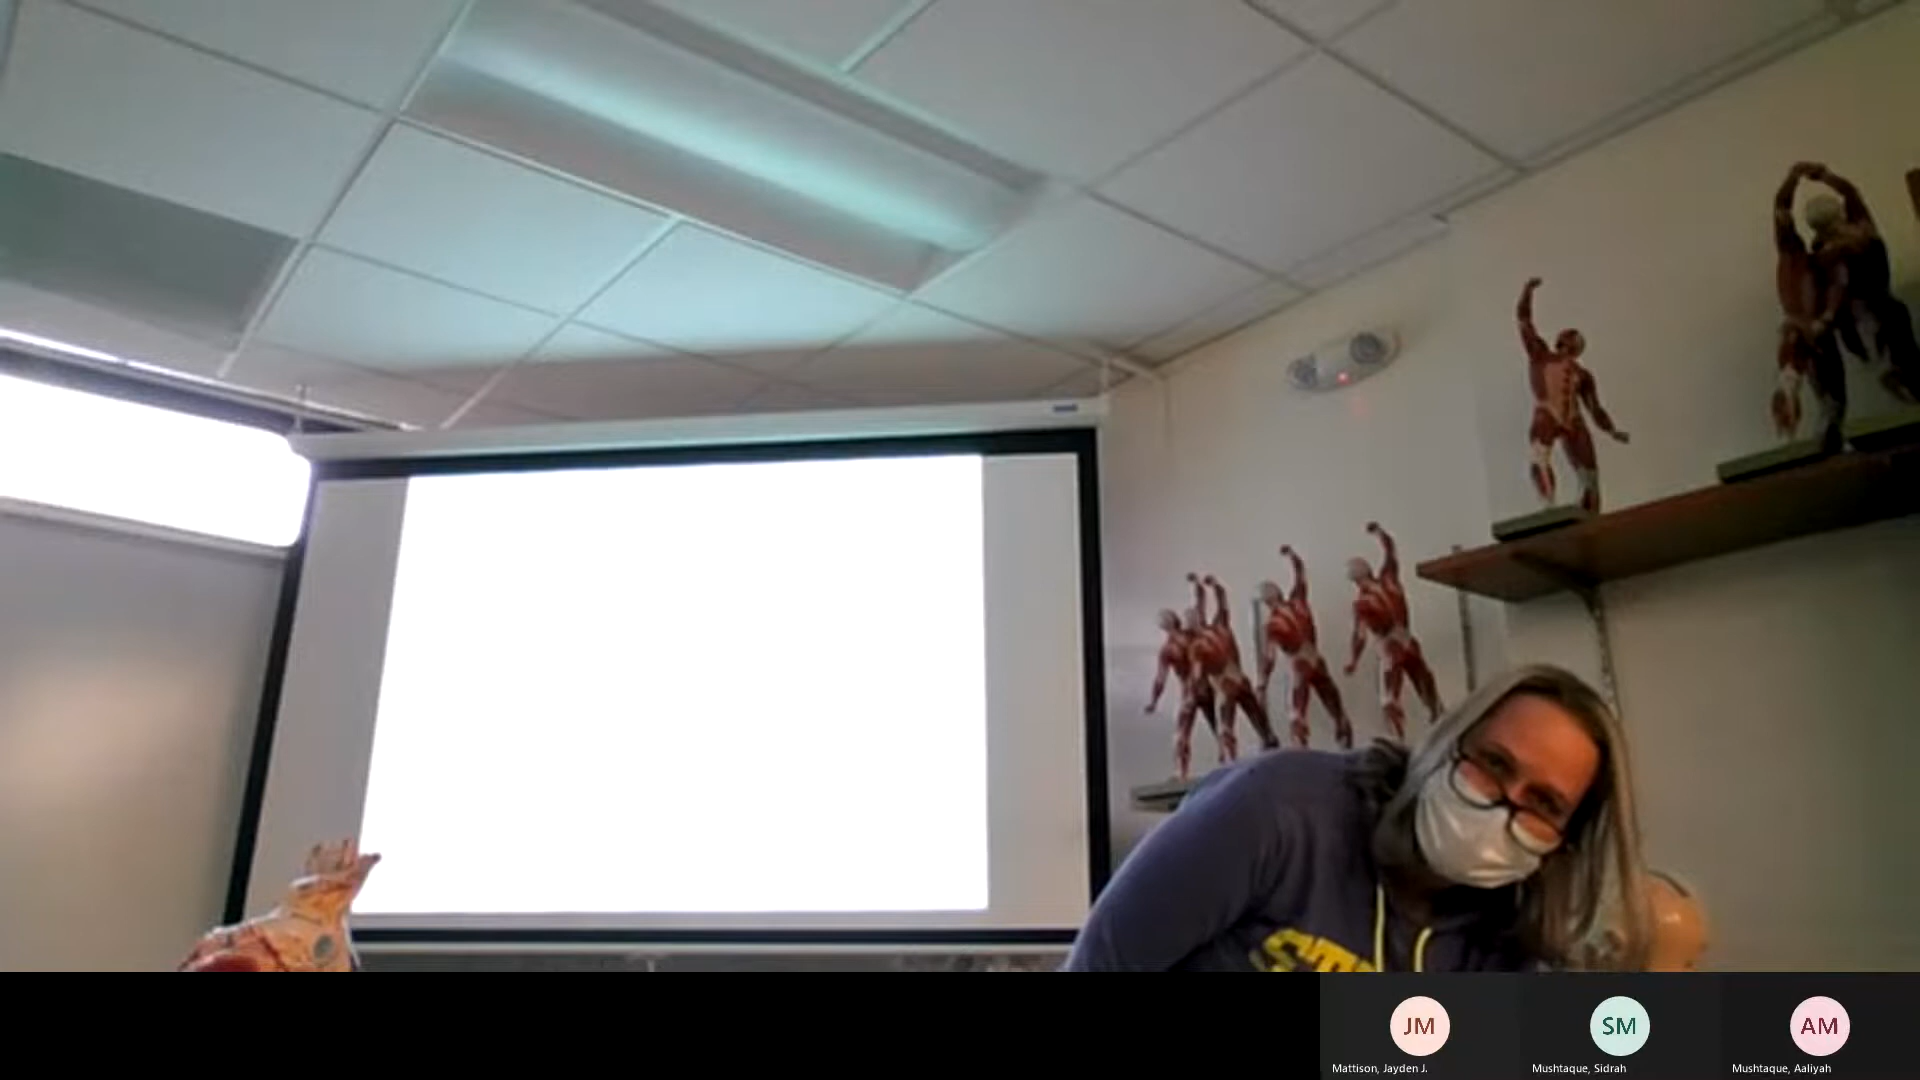 JM
SM
AM
Mattison, Jayden J.
Mushtaque, Sidrah
Mushtaque, Aaliyah